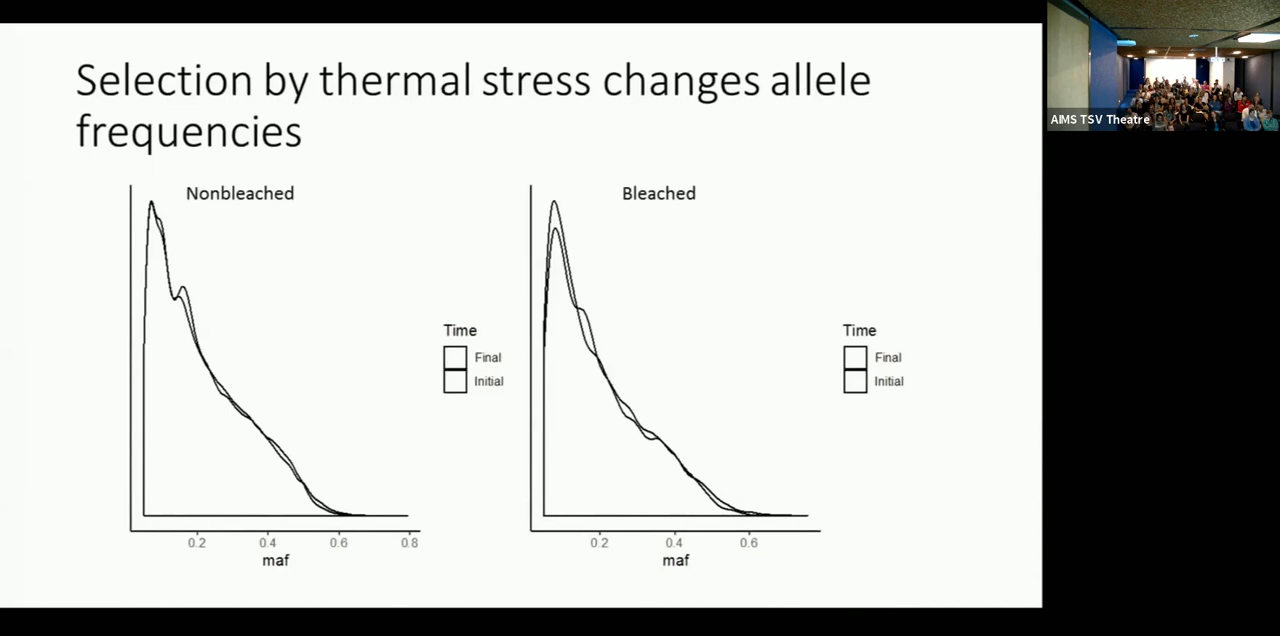 Selection by thermal stress changes allele
frequencies
Nonbleached
Time
Final
Initial
0.2 0.4 0.6 0.8
maf
Bleached
Time
Final
Initial
0.2 0.4 0.6
maf
AIMS TSV Theatre